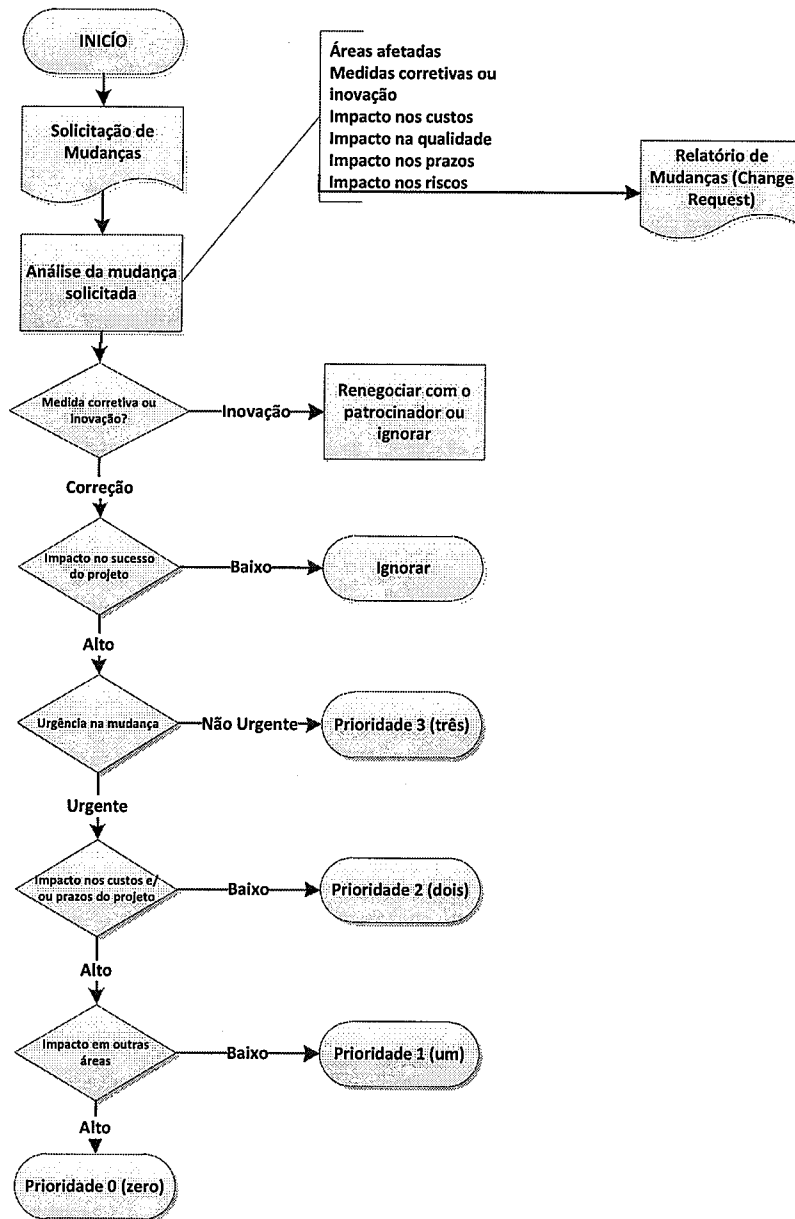 INICÍO
Áreas afetadas
Medidas corretivas ou
inovação
Impacto nos custos
Impacto na qualidade
Impacto nos prazos
Impacto nos riscos
Solicitação de
Mudanças
Relatório de
Mudanças (Change
Request)
Análise da mudança
solicitada
Medida corretiva ou
inovação?
Inovação
Renegociar com o
patrocinador ou
ignorar
Correção
Impacto no sucesso
do projeto
Baixo
Ignorar
Alto
Urgência na mudança
Não Urgente
Prioridade 3 (três)
Urgente
Impacto nos custos e/
ou prazos do projeto
Baixo
Prioridade 2 (dois)
Alto
Impacto em outras
áreas
Baixo
Prioridade 1 (um)
Alto
Prioridade 0 (zero)